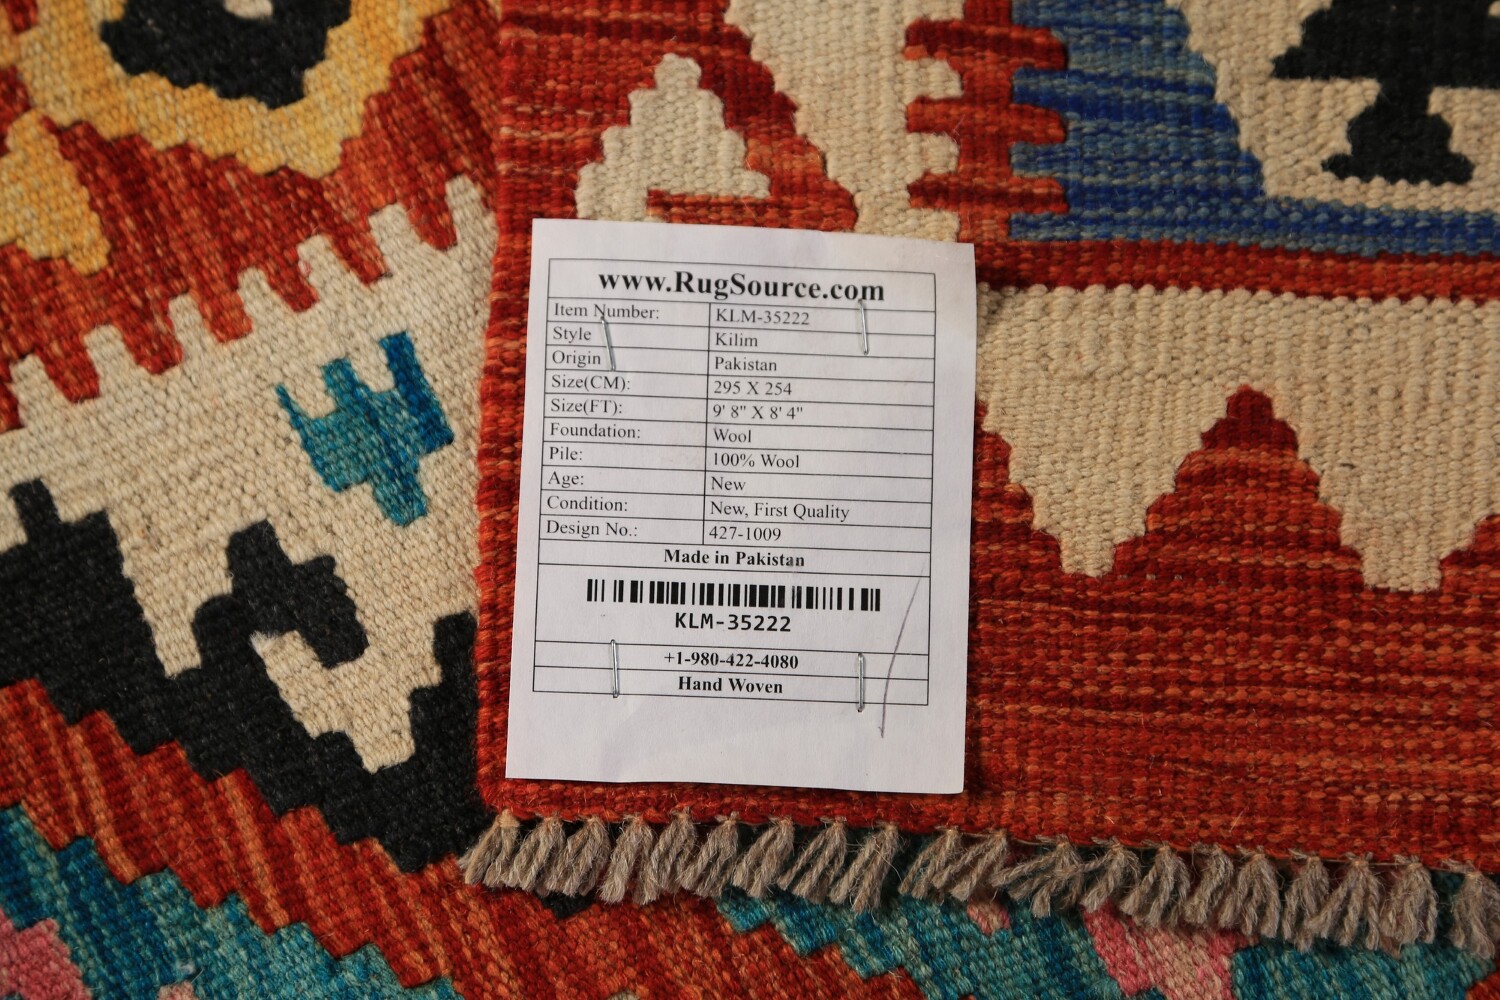 www.RugSource.com
Item Number: KLM-35222
Style Kilim
Origin Pakistan
Size(CM): 295 X 254
Size(FT): 9' 8" X 8' 4"
Foundation: Wool
Pile: 100% Wool
Age: New
Condition: New, First Quality
Design No.: 427-1009
Made in Pakistan
KLM-35222
+1-980-422-4080
Hand Woven